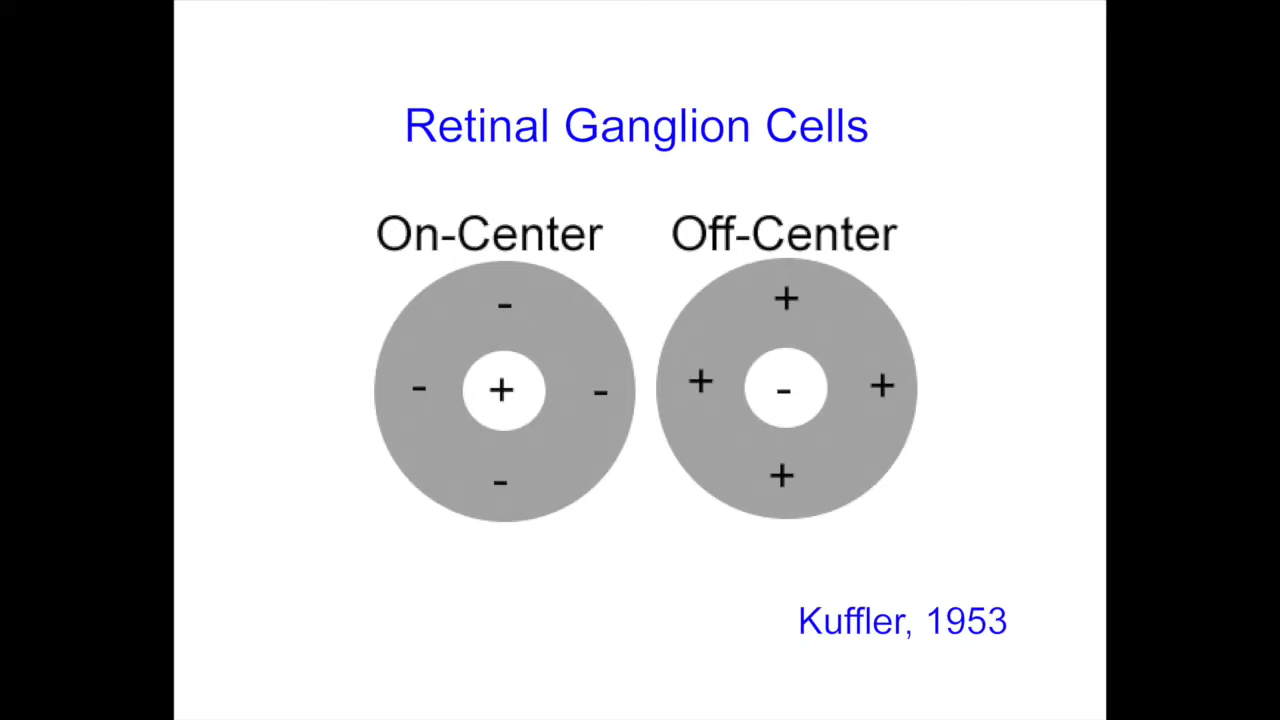 Retinal Ganglion Cells
On-Center Off-Center
- +
- + - + - +
- +
Kuffler, 1953